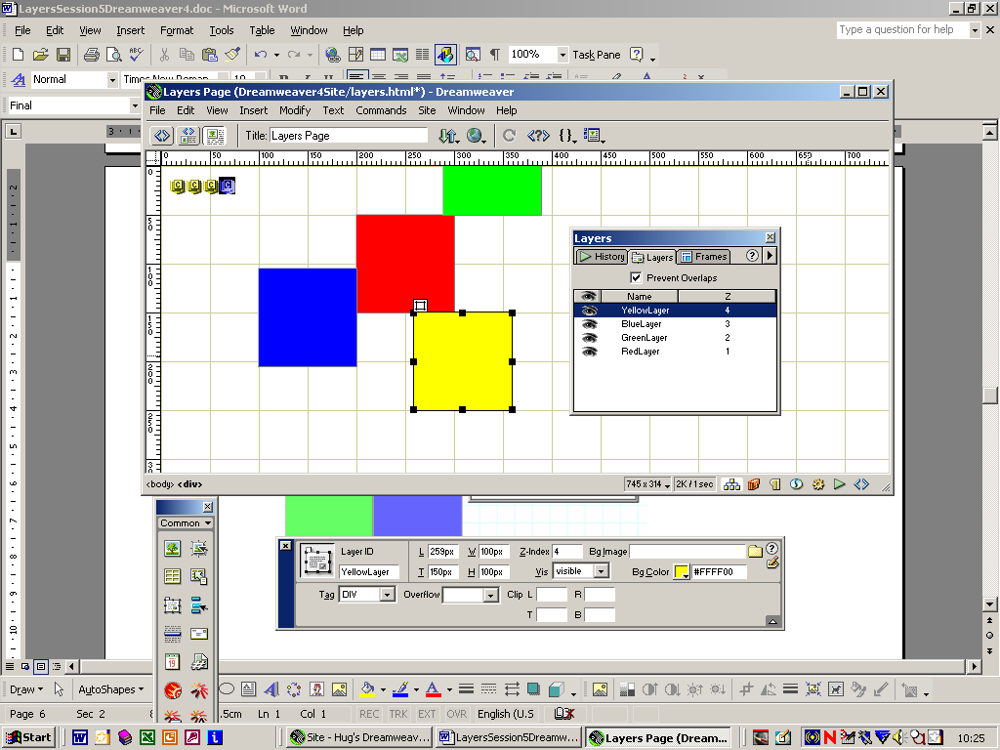 LayersSession5Dreamweaver4.doc - Microsoft Word
File Edit View Insert Format Tools Table Window Help
Type a question for help
100% Task Pane
Normal Times New Roman 10
Final
Layers Page (Dreamweaver4Site/layers.html*) - Dreamweaver
File Edit View Insert Modify Text Commands Site Window Help
Title: Layers Page
0 50 100 150 200 250 300 350 400 450 500 550 600 650 700
0
50
100
150
200
250
Layers
History Layers Frames
Prevent Overlaps
Name Z
YellowLayer 4
BlueLayer 3
GreenLayer 2
RedLayer 1
<body> <div>
745 x 314 2K / 1 sec
Common
Layer ID L 259px W 100px Z-Index 4 Bg Image
YellowLayer T 150px H 100px Vis visible Bg Color #FFFF00
Tag DIV Overflow Clip L R
T B
Draw AutoShapes
Page 6 Sec 2 .5cm Ln 1 Col 1 REC TRK EXT OVR English (U.S
Start Site - Hug's Dreamweav... LayersSession5Dreamw... Layers Page (Dream... 10:25